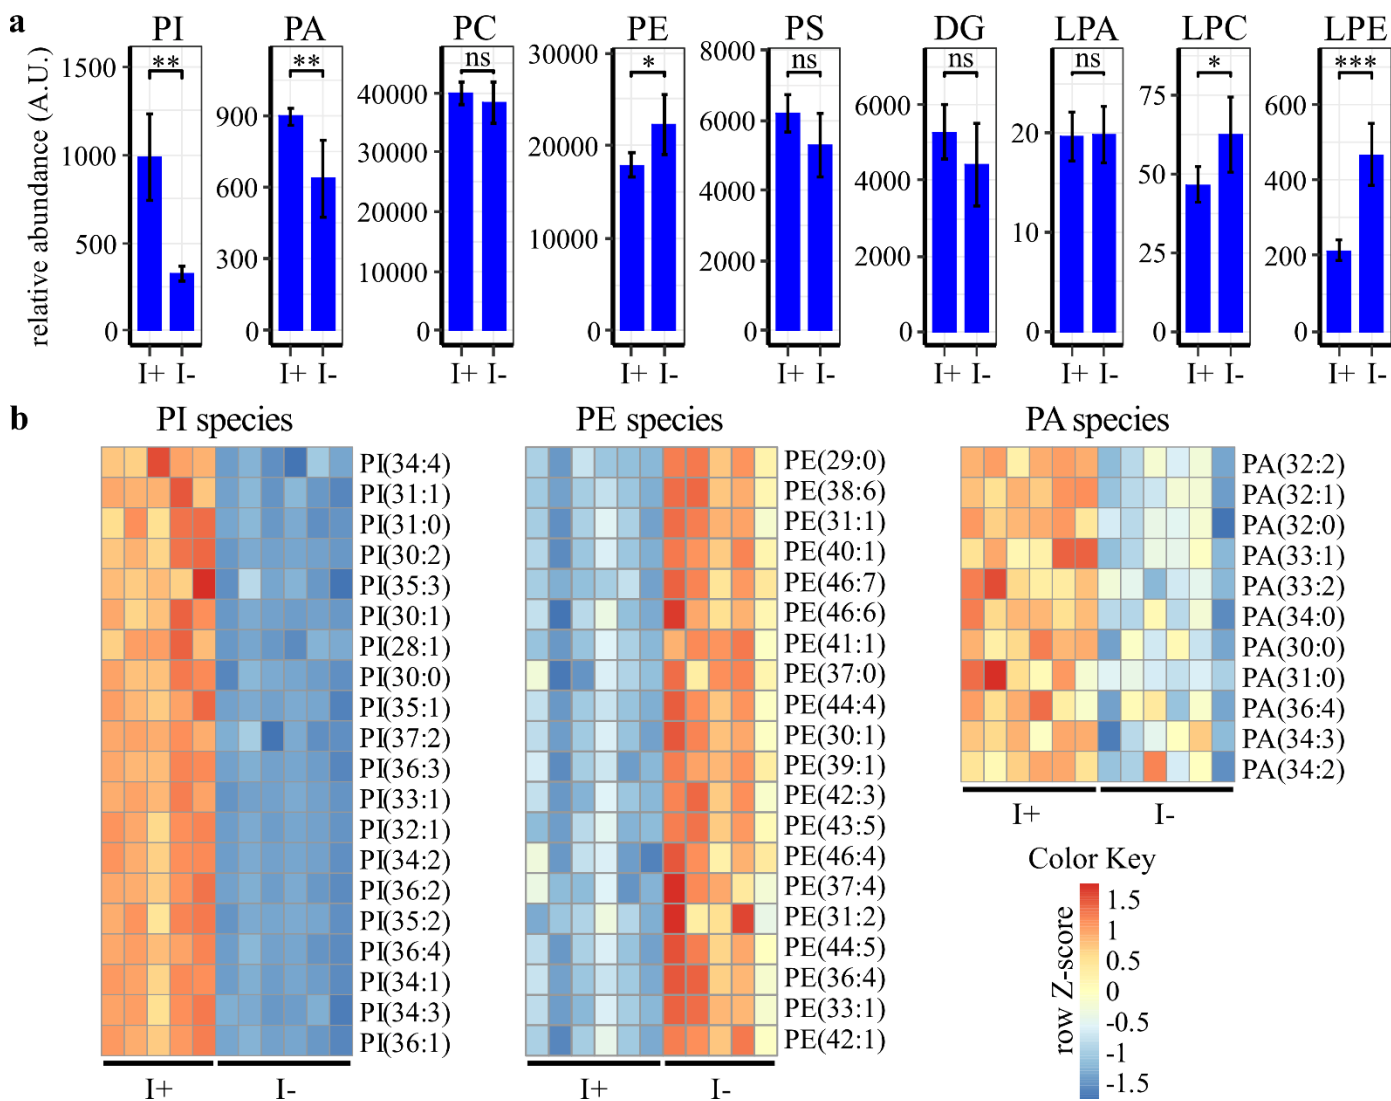 a
PI PA PC PE PS DG LPA LPC LPE
relative abundance (A.U.)
** ** ns * ns ns ns * ***
1500
1000
500
0
I+ I-
900
600
300
0
I+ I-
40000
30000
20000
10000
0
I+ I-
30000
20000
10000
0
I+ I-
8000
6000
4000
2000
0
I+ I-
6000
4000
2000
0
I+ I-
20
10
0
I+ I-
75
50
25
0
I+ I-
600
400
200
0
I+ I-
b
PI species
PI(34:4)
PI(31:1)
PI(31:0)
PI(30:2)
PI(35:3)
PI(30:1)
PI(28:1)
PI(30:0)
PI(35:1)
PI(37:2)
PI(36:3)
PI(33:1)
PI(32:1)
PI(34:2)
PI(36:2)
PI(35:2)
PI(36:4)
PI(34:1)
PI(34:3)
PI(36:1)
I+ I-
PE species
PE(29:0)
PE(38:6)
PE(31:1)
PE(40:1)
PE(46:7)
PE(46:6)
PE(41:1)
PE(37:0)
PE(44:4)
PE(30:1)
PE(39:1)
PE(42:3)
PE(43:5)
PE(46:4)
PE(37:4)
PE(31:2)
PE(44:5)
PE(36:4)
PE(33:1)
PE(42:1)
I+ I-
PA species
PA(32:2)
PA(32:1)
PA(32:0)
PA(33:1)
PA(33:2)
PA(34:0)
PA(30:0)
PA(31:0)
PA(36:4)
PA(34:3)
PA(34:2)
I+ I-
Color Key
row Z-score
1.5
1
0.5
0
-0.5
-1
-1.5